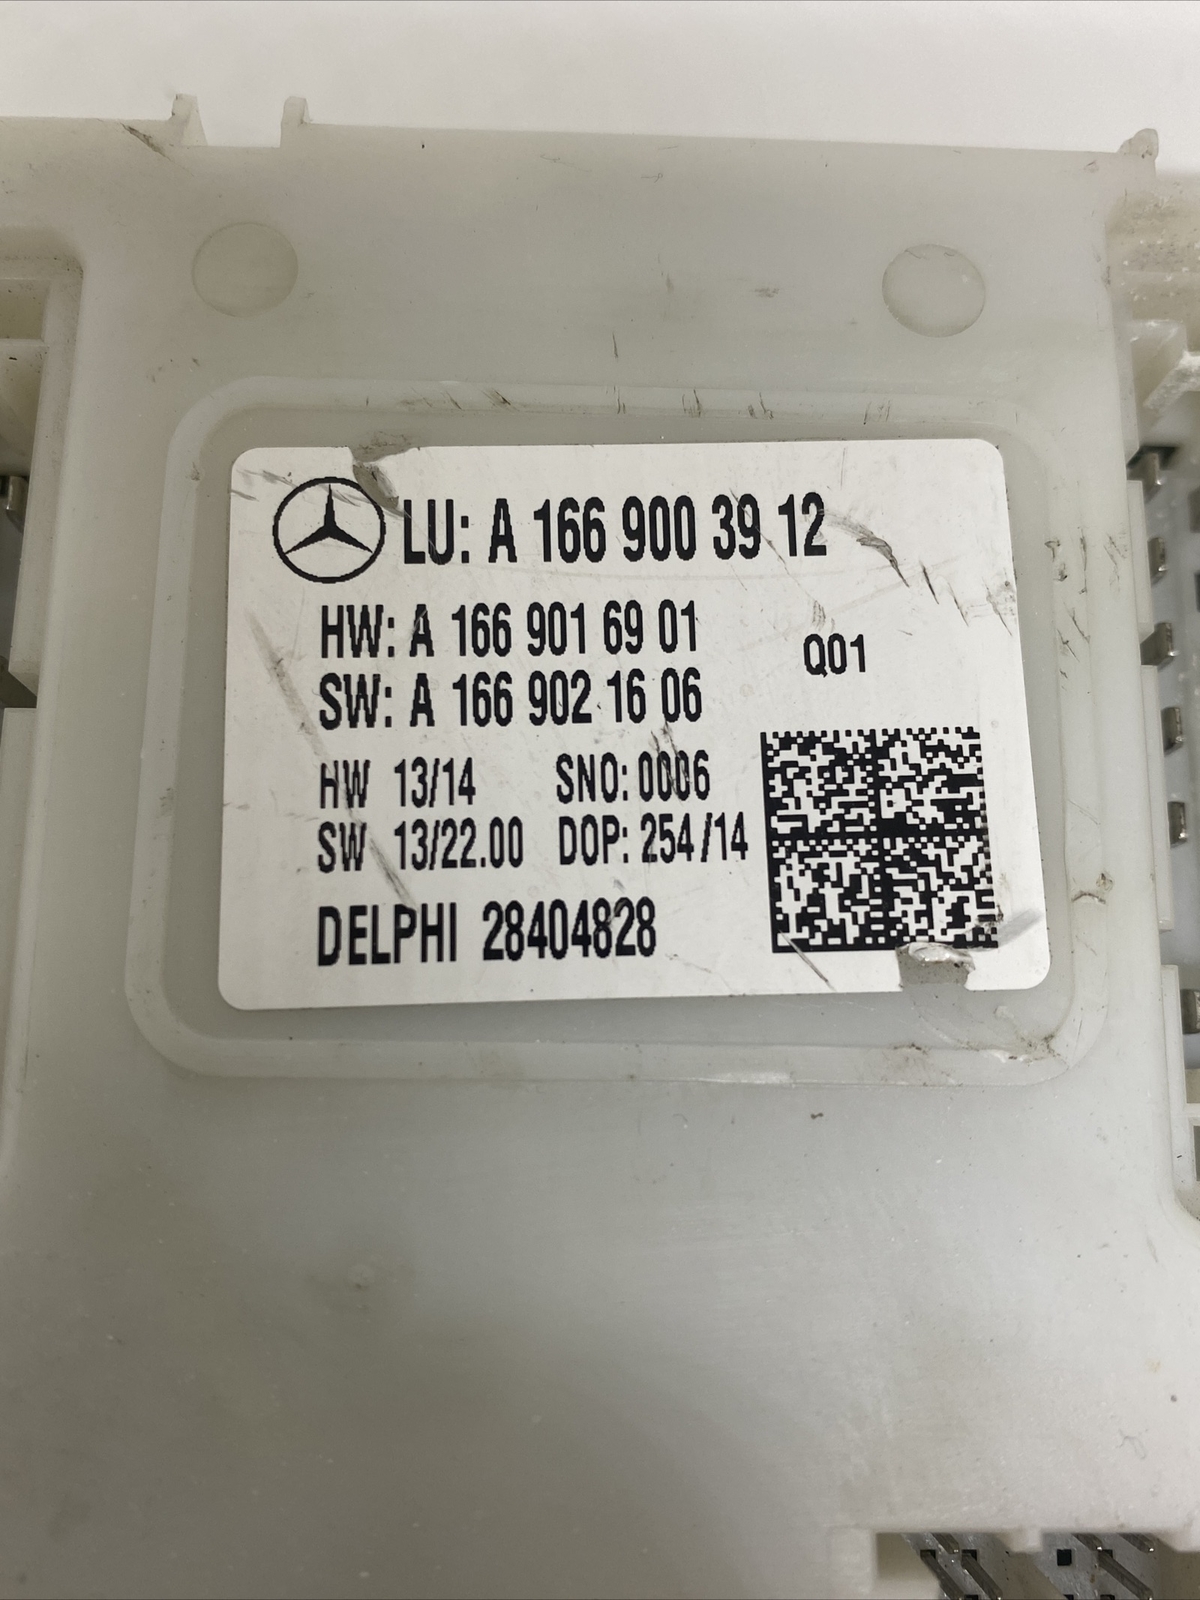 LU: A 166 900 39 12
HW: A 166 901 69 01
Q01
SW: A 166 902 16 06
HW 13/14 SNO: 0006
SW 13/22.00 DOP: 254/14
DELPHI 28404828